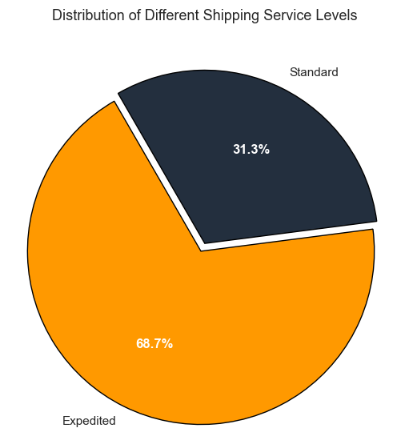 Distribution of Different Shipping Service Levels
Standard
31.3%
68.7%
Expedited